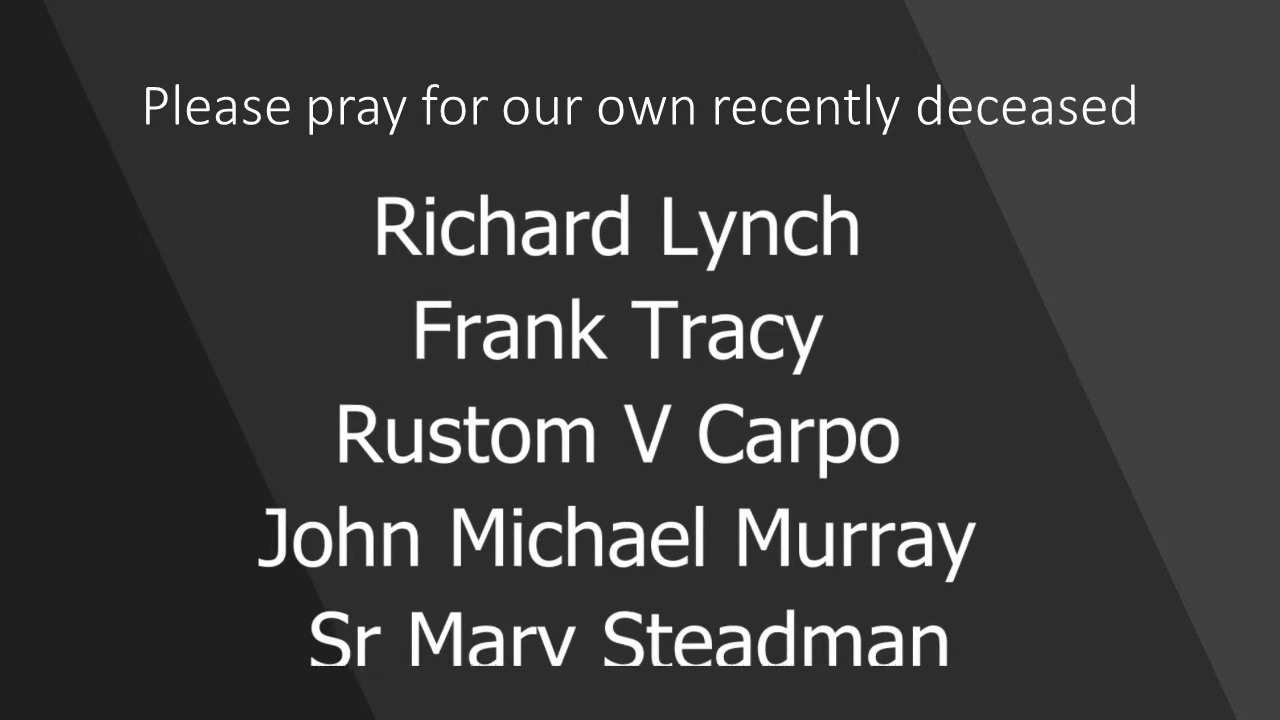 Please pray for our own recently deceased
Richard Lynch
Frank Tracy
Rustom V Carpo
John Michael Murray
Sr Mary Steadman